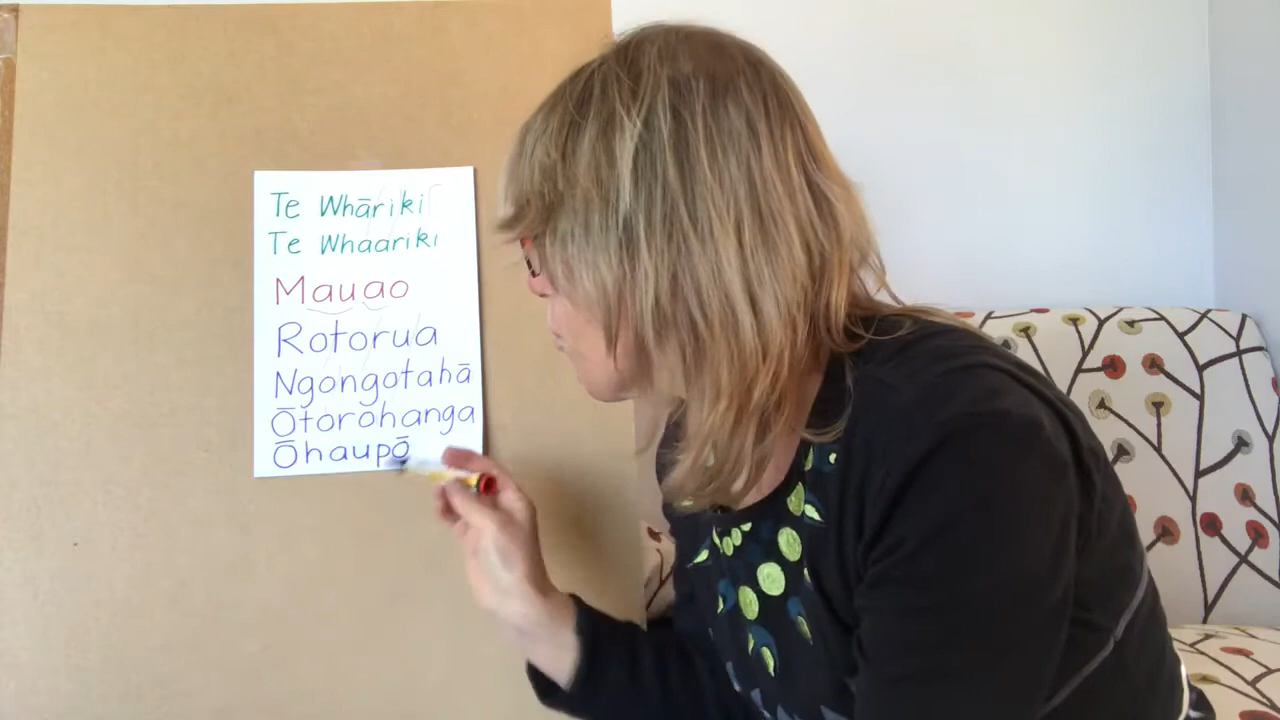 Te Whāriki
Te Whaariki
Mauao
Rotorua
Ngongotahā
Ōtorohanga
Ōhaupō